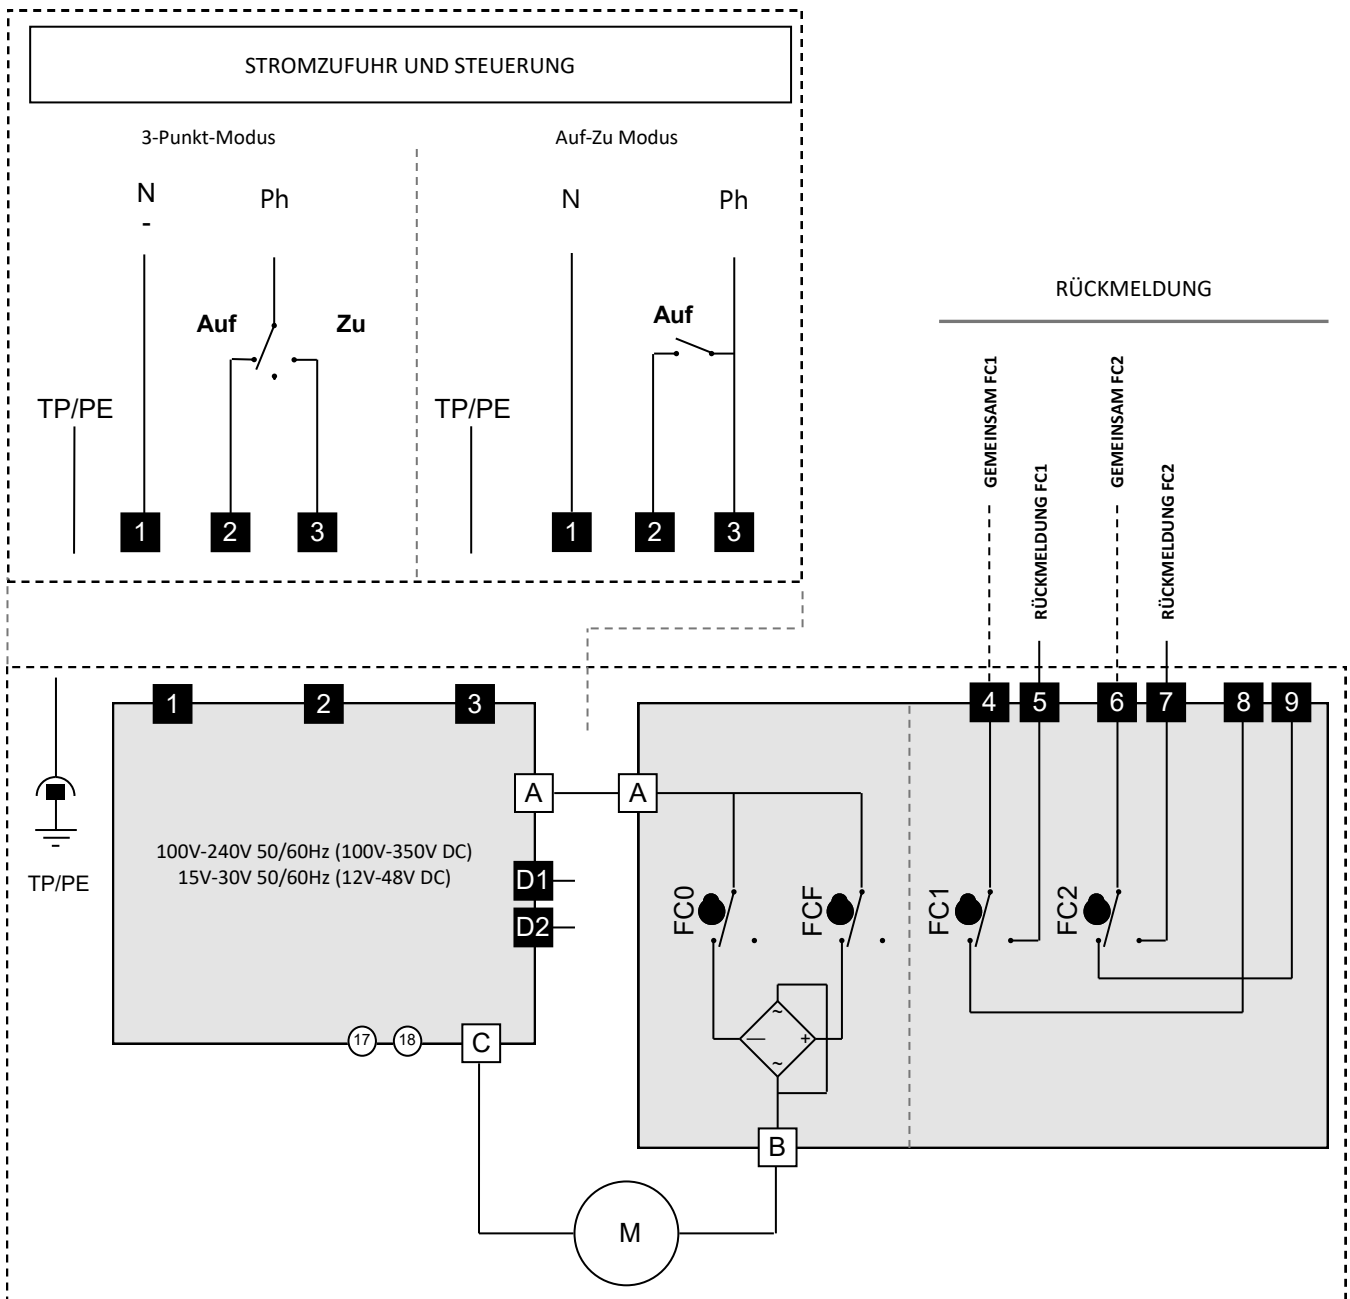 STROMZUFUHR UND STEUERUNG
3-Punkt-Modus
Auf-Zu Modus
N
-
Ph
N
Ph
Auf
Zu
Auf
TP/PE
TP/PE
1
2
3
1
2
3
RÜCKMELDUNG
GEMEINSAM FC1
RÜCKMELDUNG FC1
GEMEINSAM FC2
RÜCKMELDUNG FC2
1
2
3
4
5
6
7
8
9
A
A
100V-240V 50/60Hz (100V-350V DC)
15V-30V 50/60Hz (12V-48V DC)
TP/PE
D1
D2
FC0
FCF
FC1
FC2
~
—
+
~
17
18
C
B
M